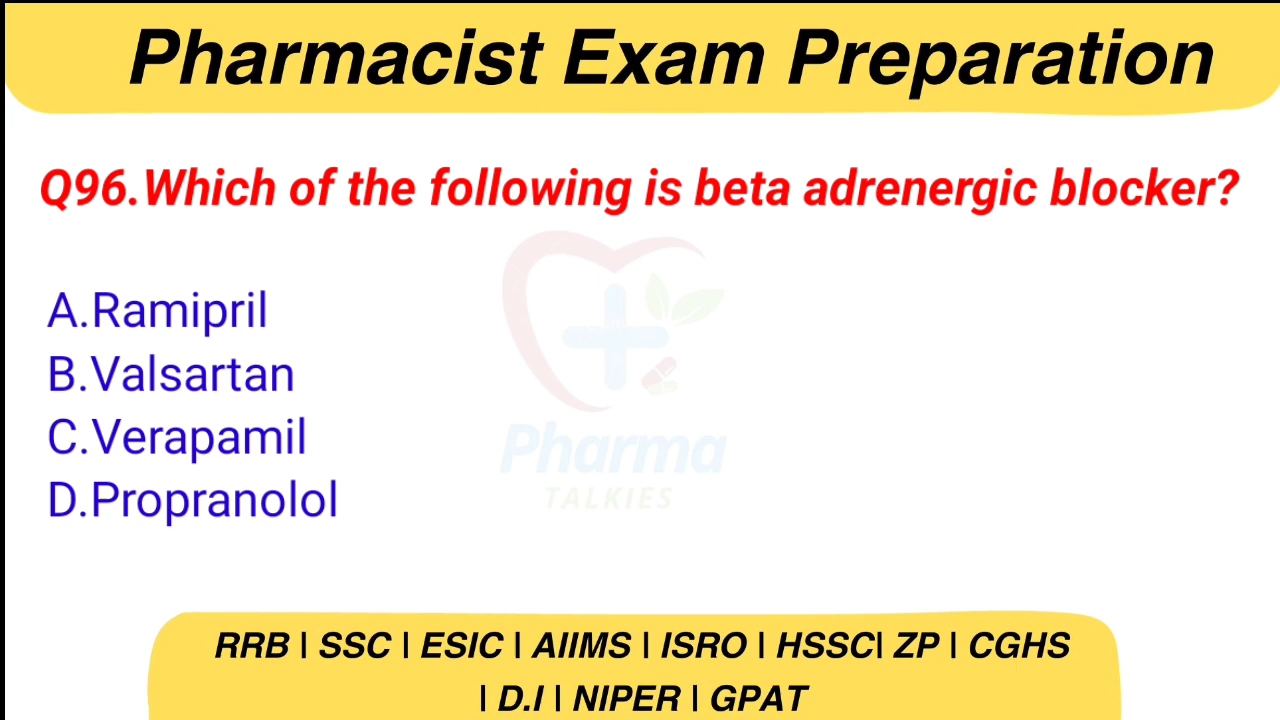 Pharmacist Exam Preparation
Q96.Which of the following is beta adrenergic blocker?
A.Ramipril
B.Valsartan
C.Verapamil
D.Propranolol
Pharma
TALKIES
RRB | SSC | ESIC | AIIMS | ISRO | HSSC| ZP | CGHS
| D.I | NIPER | GPAT